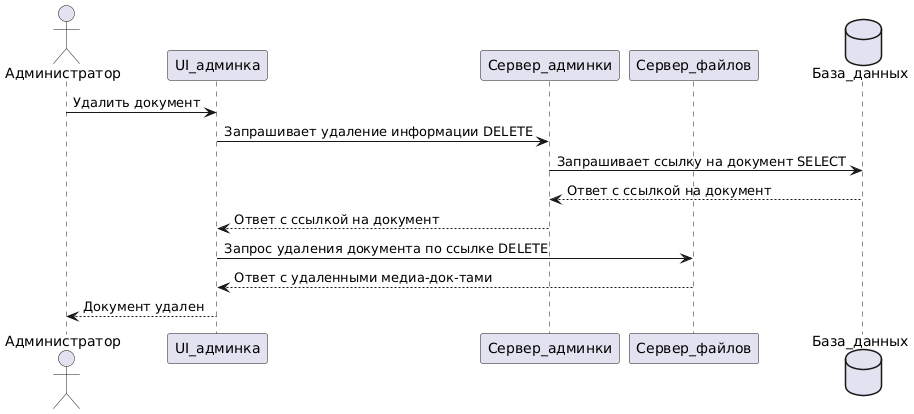 Администратор
UI_админка
Сервер_админки
Сервер_файлов
База_данных
Удалить документ
Запрашивает удаление информации DELETE
Запрашивает ссылку на документ SELECT
Ответ с ссылкой на документ
Ответ с ссылкой на документ
Запрос удаления документа по ссылке DELETE
Ответ с удаленными медиа-док-тами
Документ удален
Администратор
UI_админка
Сервер_админки
Сервер_файлов
База_данных